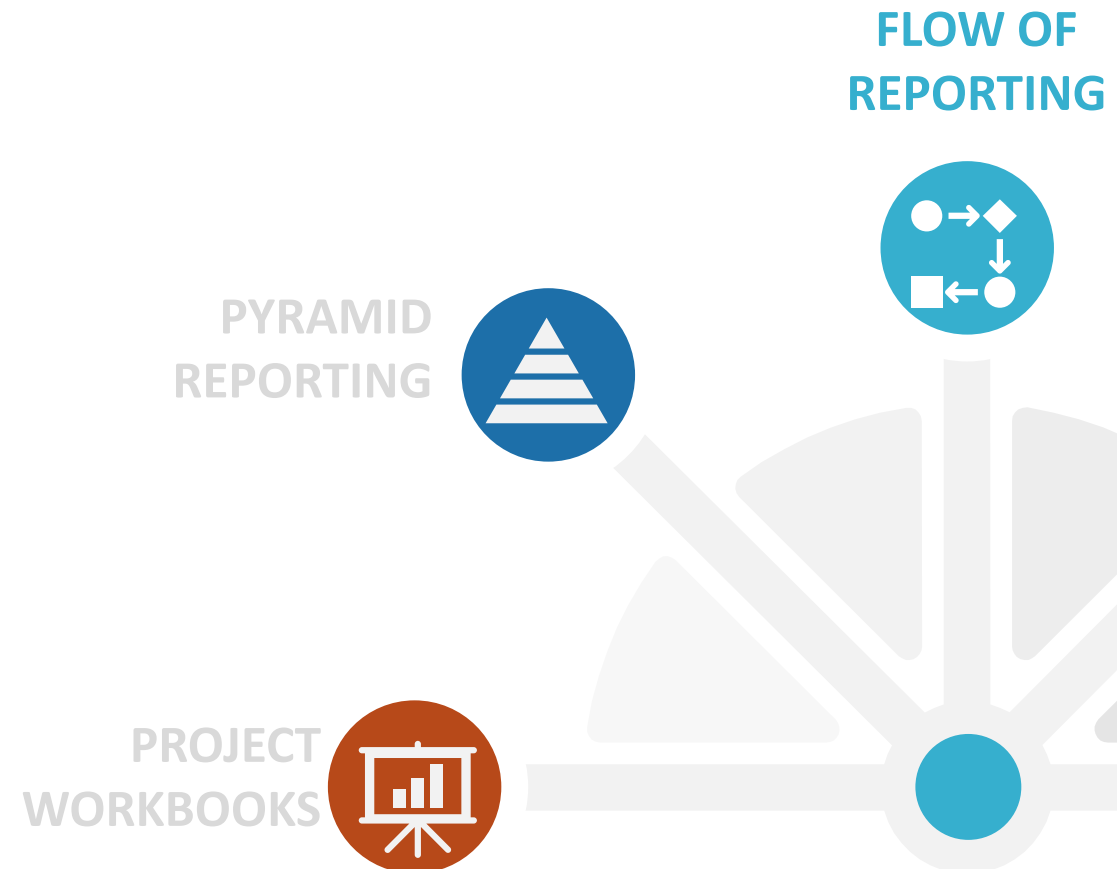 FLOW OF
REPORTING
PYRAMID
REPORTING
PROJECT
WORKBOOKS